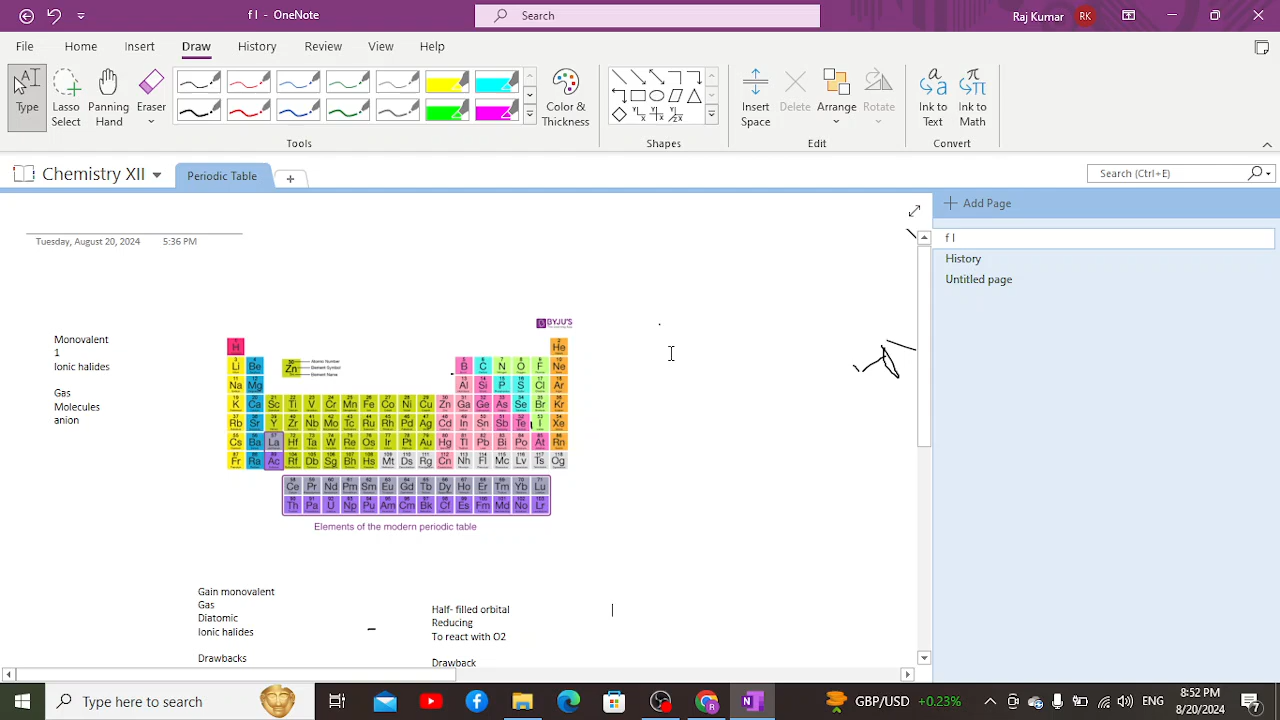 f l - OneNote
Search
Raj Kumar
RK
File Home Insert Draw History Review View Help
Type
Lasso Select
Panning Hand
Eraser
Color & Thickness
Insert Space
Delete
Arrange
Rotate
Ink to Text
Ink to Math
Tools
Shapes
Edit
Convert
Chemistry XII
Periodic Table
Search (Ctrl+E)
Add Page
f l
History
Untitled page
Tuesday, August 20, 2024 5:36 PM
Monovalent
1
Ionic halides
Gas
Molecules
anion
BYJU'S
Atomic Number
Element Symbol
Element Name
30
Zn
H He
Li Be B C N O F Ne
Na Mg Al Si P S Cl Ar
K Ca Sc Ti V Cr Mn Fe Co Ni Cu Zn Ga Ge As Se Br Kr
Rb Sr Y Zr Nb Mo Tc Ru Rh Pd Ag Cd In Sn Sb Te I Xe
Cs Ba La Hf Ta W Re Os Ir Pt Au Hg Tl Pb Bi Po At Rn
Fr Ra Ac Rf Db Sg Bh Hs Mt Ds Rg Cn Nh Fl Mc Lv Ts Og
Ce Pr Nd Pm Sm Eu Gd Tb Dy Ho Er Tm Yb Lu
Th Pa U Np Pu Am Cm Bk Cf Es Fm Md No Lr
Elements of the modern periodic table
Gain monovalent
Gas
Diatomic
Ionic halides
Drawbacks
Half- filled orbital
Reducing
To react with O2
Drawback
Type here to search
GBP/USD +0.23%
ENG
8:52 PM
8/20/2024